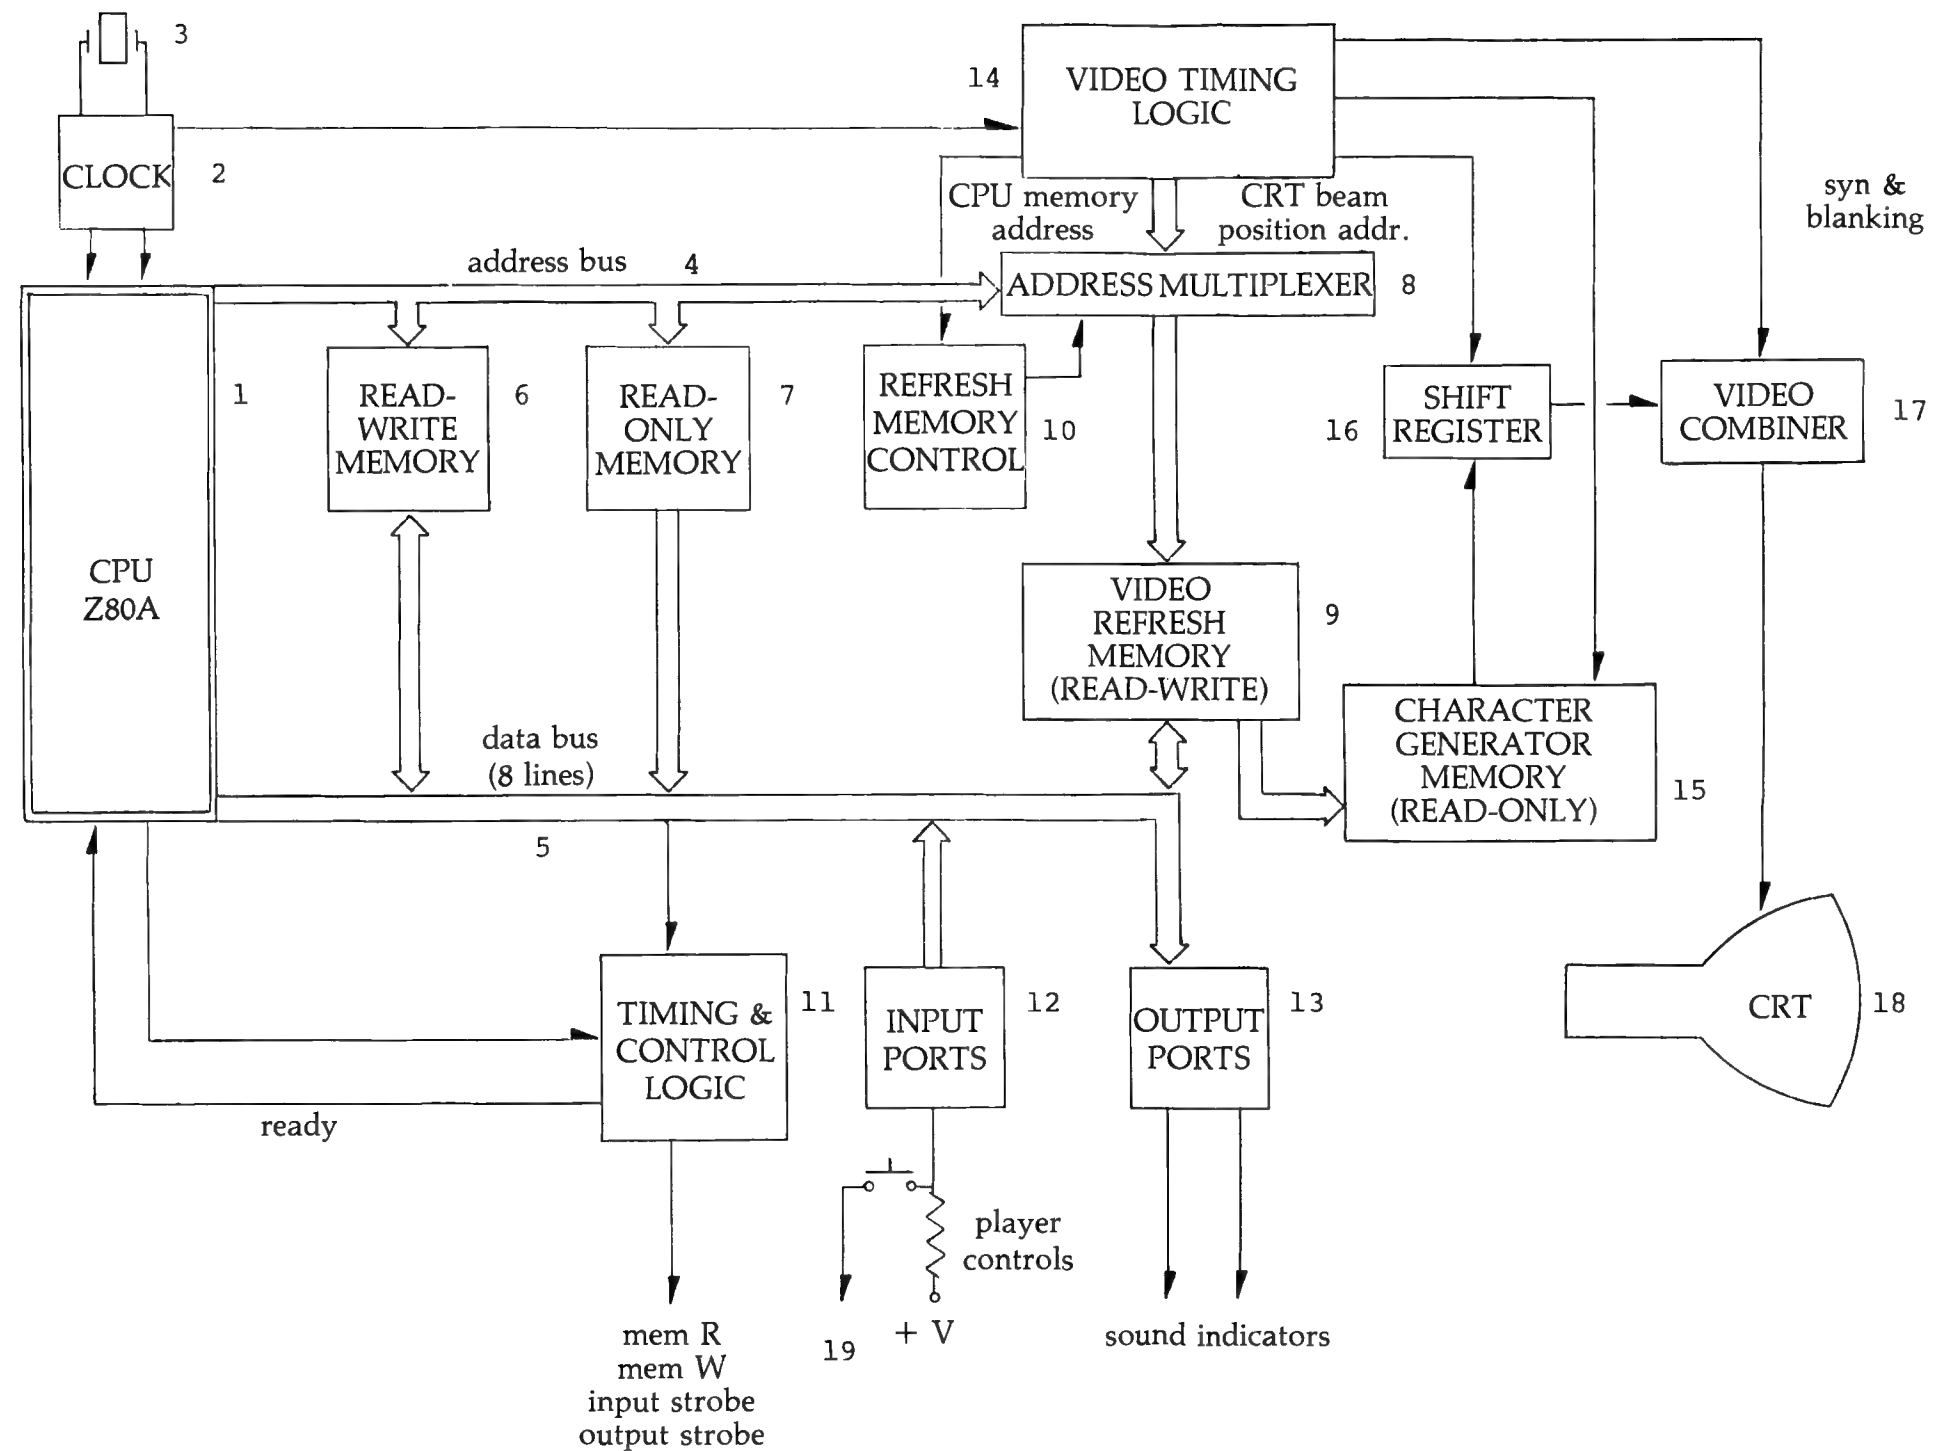 3
14
VIDEO TIMING
LOGIC
CLOCK
2
syn &
blanking
CPU memory
address
CRT beam
position addr.
address bus
4
ADDRESS MULTIPLEXER
8
1
READ-
WRITE
MEMORY
6
READ-
ONLY
MEMORY
7
REFRESH
MEMORY
CONTROL
10
16
SHIFT
REGISTER
VIDEO
COMBINER
17
CPU
Z80A
VIDEO
REFRESH
MEMORY
(READ-WRITE)
9
data bus
(8 lines)
CHARACTER
GENERATOR
MEMORY
(READ-ONLY)
15
5
TIMING &
CONTROL
LOGIC
11
INPUT
PORTS
12
OUTPUT
PORTS
13
CRT
18
ready
player
controls
19
+ V
mem R
mem W
input strobe
output strobe
sound indicators